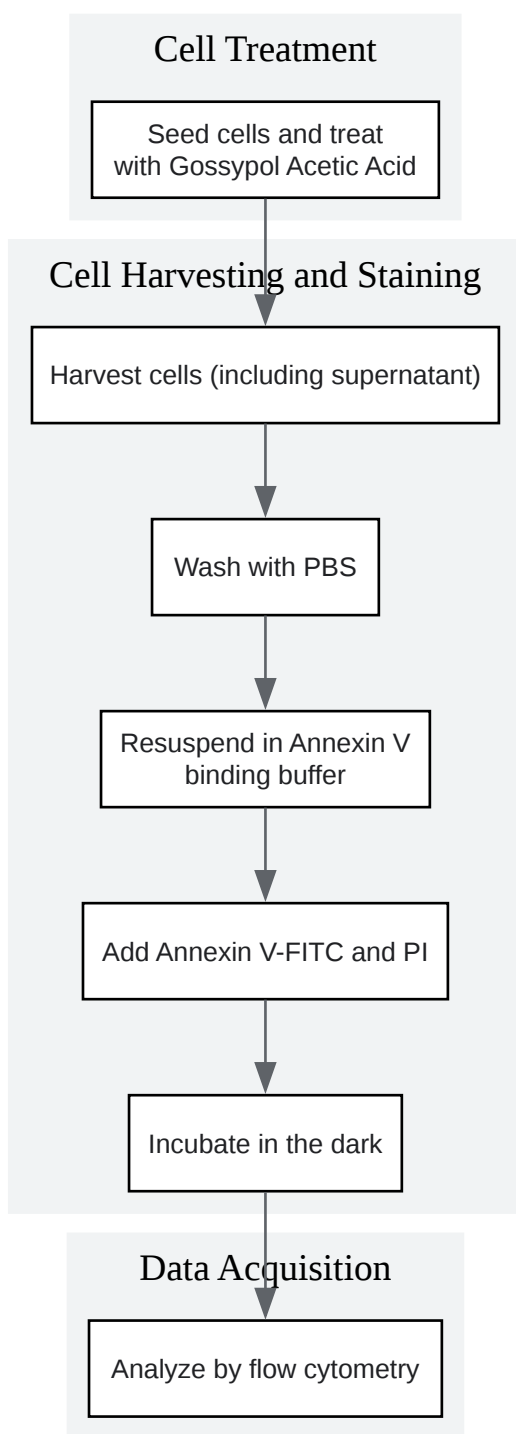 Cell Treatment
Seed cells and treat
with Gossypol Acetic Acid
Cell Harvesting and Staining
Harvest cells (including supernatant)
Wash with PBS
Resuspend in Annexin V
binding buffer
Add Annexin V-FITC and PI
Incubate in the dark
Data Acquisition
Analyze by flow cytometry